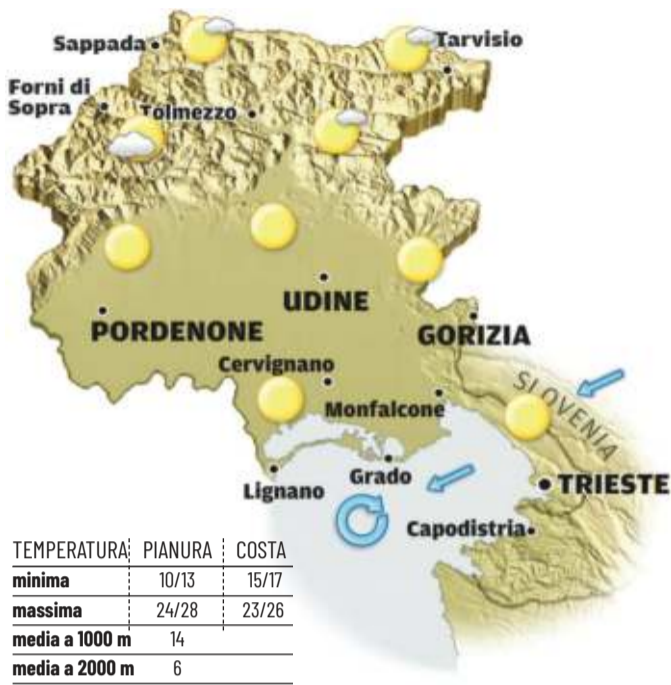 Sappada
Tarvisio
Forni di
Sopra
Tolmezzo
UDINE
PORDENONE
GORIZIA
Cervignano
SLOVENIA
Monfalcone
Grado
Lignano
TRIESTE
Capodistria
TEMPERATURA PIANURA COSTA
minima 10/13 15/17
massima 24/28 23/26
media a 1000 m 14
media a 2000 m 6